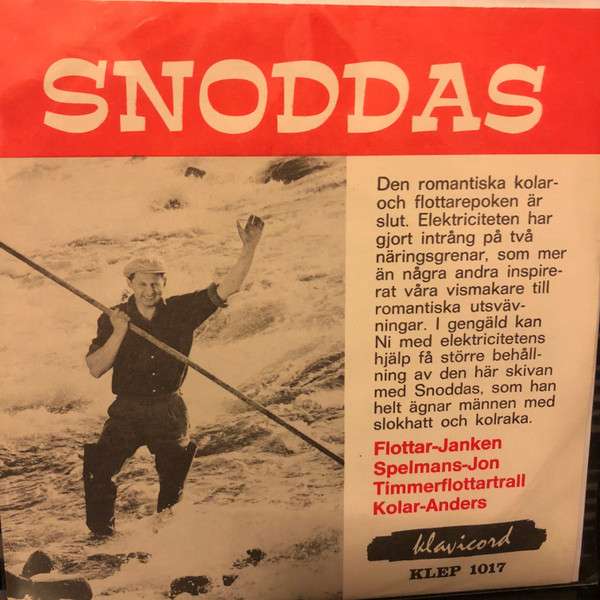 SNODDAS
Den romantiska kolar-
och flottarepoken är
slut. Elektriciteten har
gjort intrång på två
näringsgrenar, som mer
än några andra inspire-
rat våra vismakare till
romantiska utsväv-
ningar. I gengäld kan
Ni med elektricitetens
hjälp få större behåll-
ning av den här skivan
med Snoddas, som han
helt ägnar männen med
slokhatt och kolraka.
Flottar-Janken
Spelmans-Jon
Timmerflottartrall
Kolar-Anders
klavicord
KLEP 1017